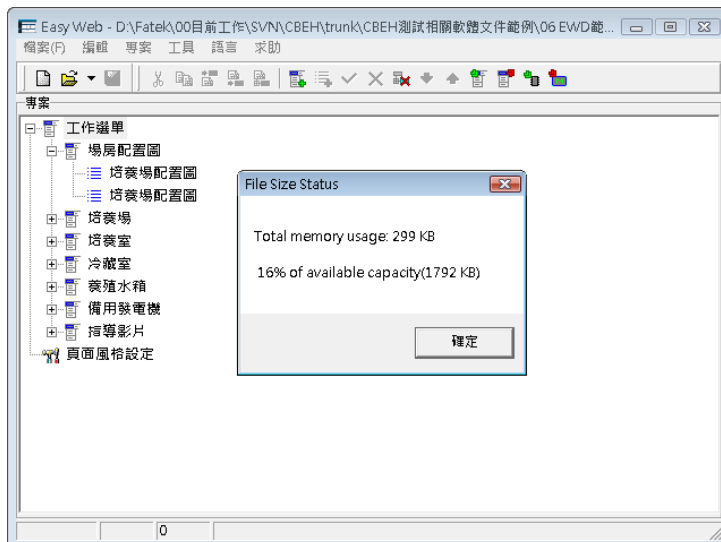 Easy Web - D:\Fatek\00目前工作\SVN\CBEH\trunk\CBEH測試相關軟體文件範例\06 EWD範...
檔案(F) 編輯 專案 工具 語言 求助
專案
工作選單
場房配置圖
培養場配置圖
培養場配置圖
培養場
培養室
冷藏室
養殖水箱
備用發電機
指導影片
頁面風格設定
File Size Status
Total memory usage: 299 KB
16% of available capacity(1792 KB)
確定
0